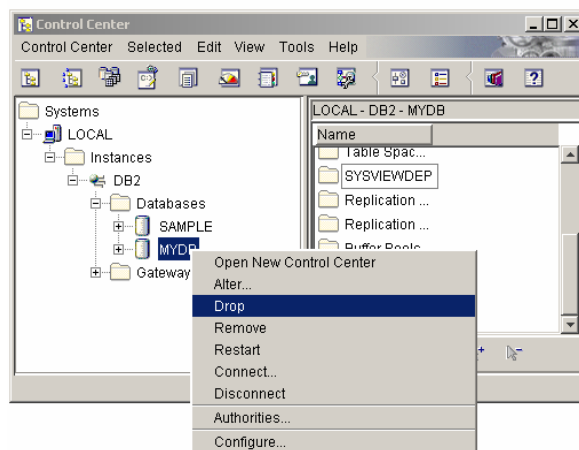 Control Center
Control Center Selected Edit View Tools Help
Systems
LOCAL
Instances
DB2
Databases
SAMPLE
MYDB
Gateway
LOCAL - DB2 - MYDB
Name
Table Spac...
SYSVIEWDEP
Replication ...
Replication ...
Buffer Pools
Open New Control Center
Alter...
Drop
Remove
Restart
Connect...
Disconnect
Authorities...
Configure...